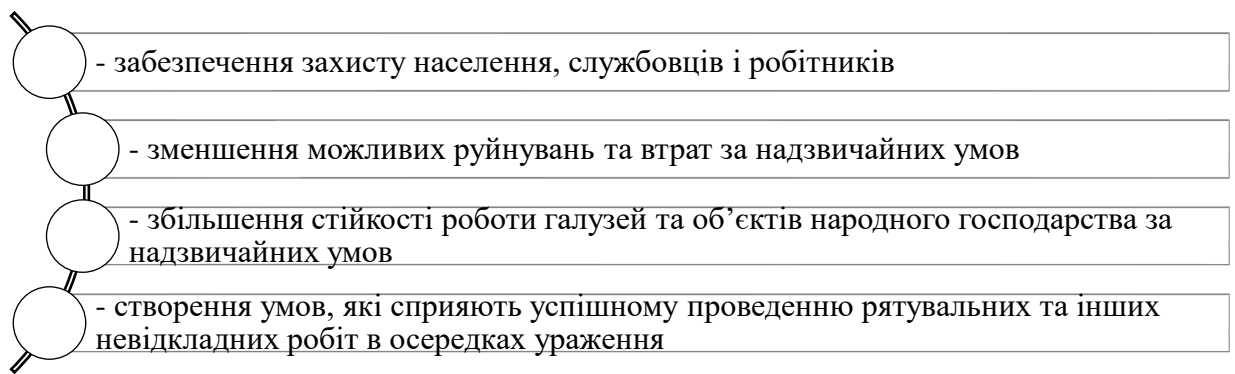 - забезпечення захисту населення, службовців і робітників
- зменшення можливих руйнувань та втрат за надзвичайних умов
- збільшення стійкості роботи галузей та об’єктів народного господарства за
надзвичайних умов
- створення умов, які сприяють успішному проведенню рятувальних та інших
невідкладних робіт в осередках ураження